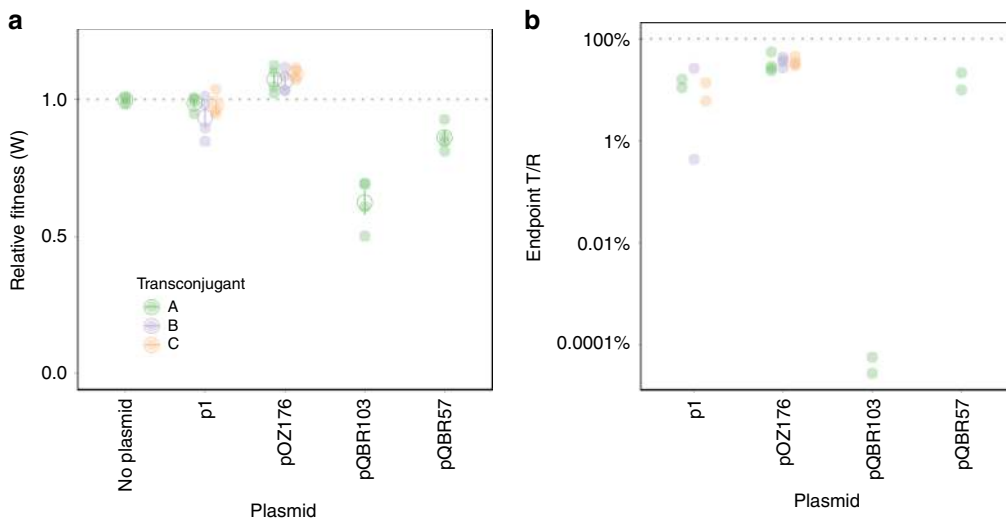 a
Relative fitness (W)
1.0
0.5
0.0
Transconjugant
A
B
C
No plasmid
p1
pOZ176
pQBR103
pQBR57
Plasmid
b
Endpoint T/R
100%
1%
0.01%
0.0001%
p1
pOZ176
pQBR103
pQBR57
Plasmid